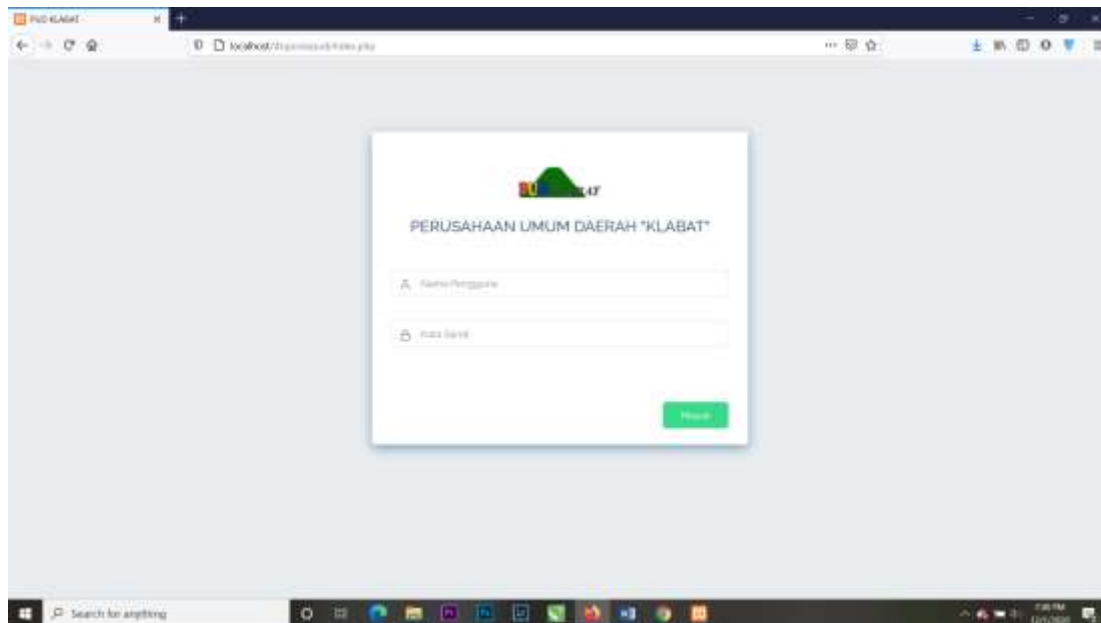 PUD KLABAT
localhost/
PERUSAHAAN UMUM DAERAH "KLABAT"
Nama Pengguna
Kata Sandi
Masuk
Search for anything